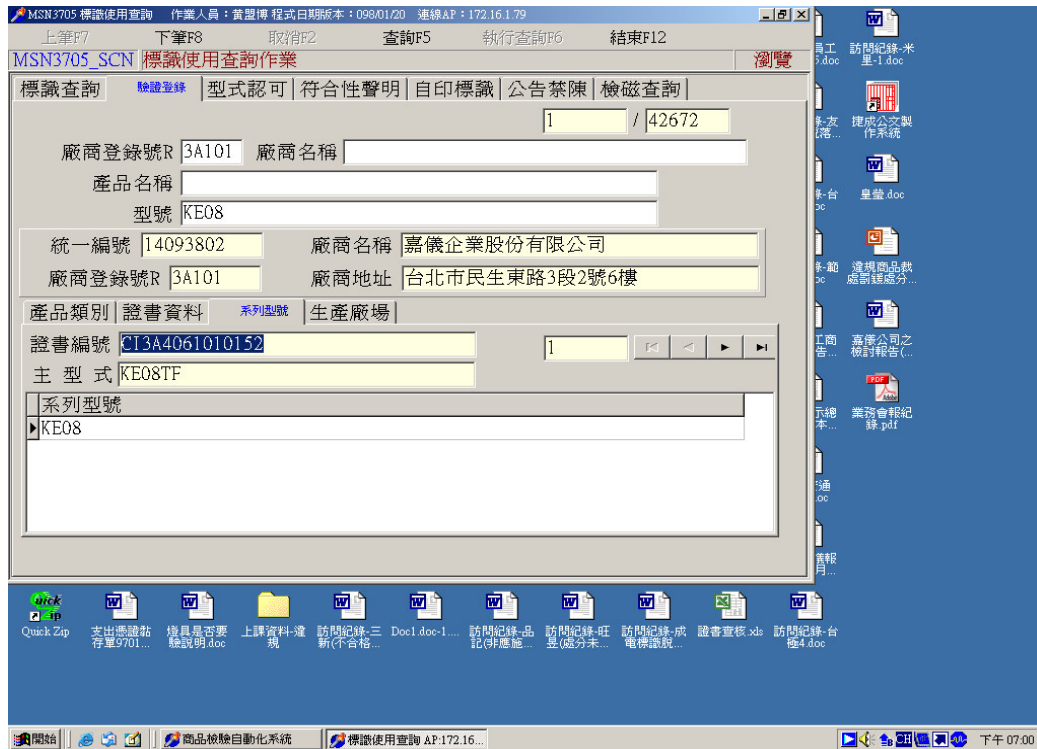 MSN3705 標識使用查詢 作業人員：黃盟博 程式日期版本：098/01/20 連線AP：172.16.1.79
上筆F7 下筆F8 取消F2 查詢F5 執行查詢F6 結束F12
MSN3705_SCN 標識使用查詢作業 瀏覽
標識查詢 驗證登錄 型式認可 符合性聲明 自印標識 公告禁陳 檢磁查詢
1 / 42672
廠商登錄號R 3A101 廠商名稱
產品名稱
型號 KE08
統一編號 14093802 廠商名稱 嘉儀企業股份有限公司
廠商登錄號R 3A101 廠商地址 台北市民生東路3段2號6樓
產品類別 證書資料 系列型號 生產廠場
證書編號 CI3A4061010152 1
主 型 式 KE08TF
系列型號
KE08
訪問紀錄-米
里-1.doc
捷成公文製
作系統
皇螢.doc
違規商品裁
處罰鍰處分...
嘉儀公司之
檢討報告(...
PDF
Adobe
業務會報紀
錄.pdf
Quick Zip
支出憑證黏
存單9701...
燈具是否要
驗說明.doc
上課資料-違
規
訪問紀錄-三
新(不合格...
Doc1.doc-1....
訪問紀錄-品
記(非應施...
訪問紀錄-旺
昱(處分未...
訪問紀錄-成
電標識脫...
證書查核.xls
訪問紀錄-台
極4.doc
開始 商品檢驗自動化系統 標識使用查詢 AP:172.16... CH 下午 07:00